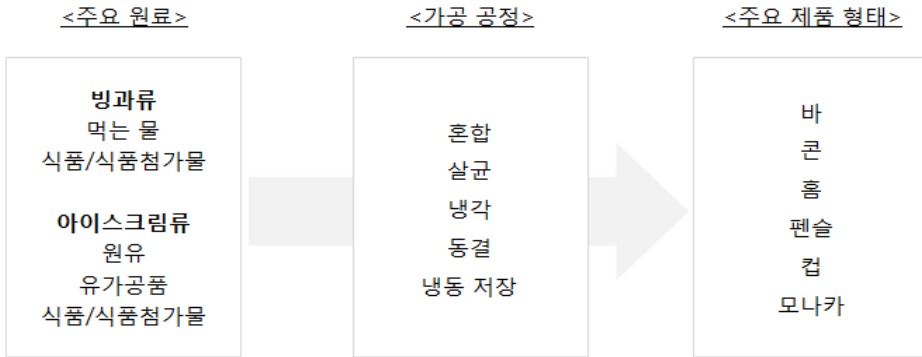 <주요 원료>
빙과류
먹는 물
식품/식품첨가물
아이스크림류
원유
유가공품
식품/식품첨가물
<가공 공정>
혼합
살균
냉각
동결
냉동 저장
<주요 제품 형태>
바
콘
홈
펜슬
컵
모나카